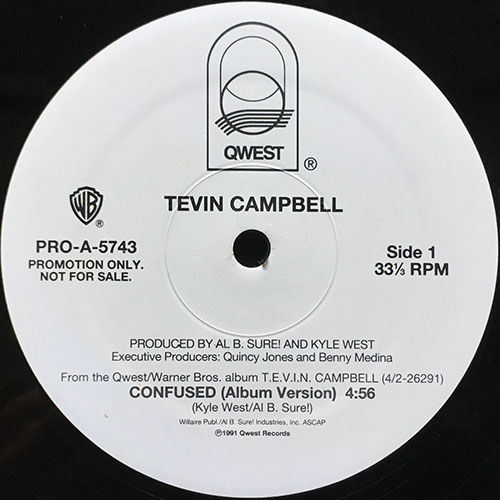 QWEST ®
TEVIN CAMPBELL
WB ®
PRO-A-5743
PROMOTION ONLY.
NOT FOR SALE.
Side 1
33⅓ RPM
PRODUCED BY AL B. SURE! AND KYLE WEST
Executive Producers: Quincy Jones and Benny Medina
From the Qwest/Warner Bros. album T.E.V.I.N. CAMPBELL (4/2-26291)
CONFUSED (Album Version) 4:56
(Kyle West/Al B. Sure!)
Willaire Publ./Al B. Sure! Industries, Inc. ASCAP
℗1991 Qwest Records